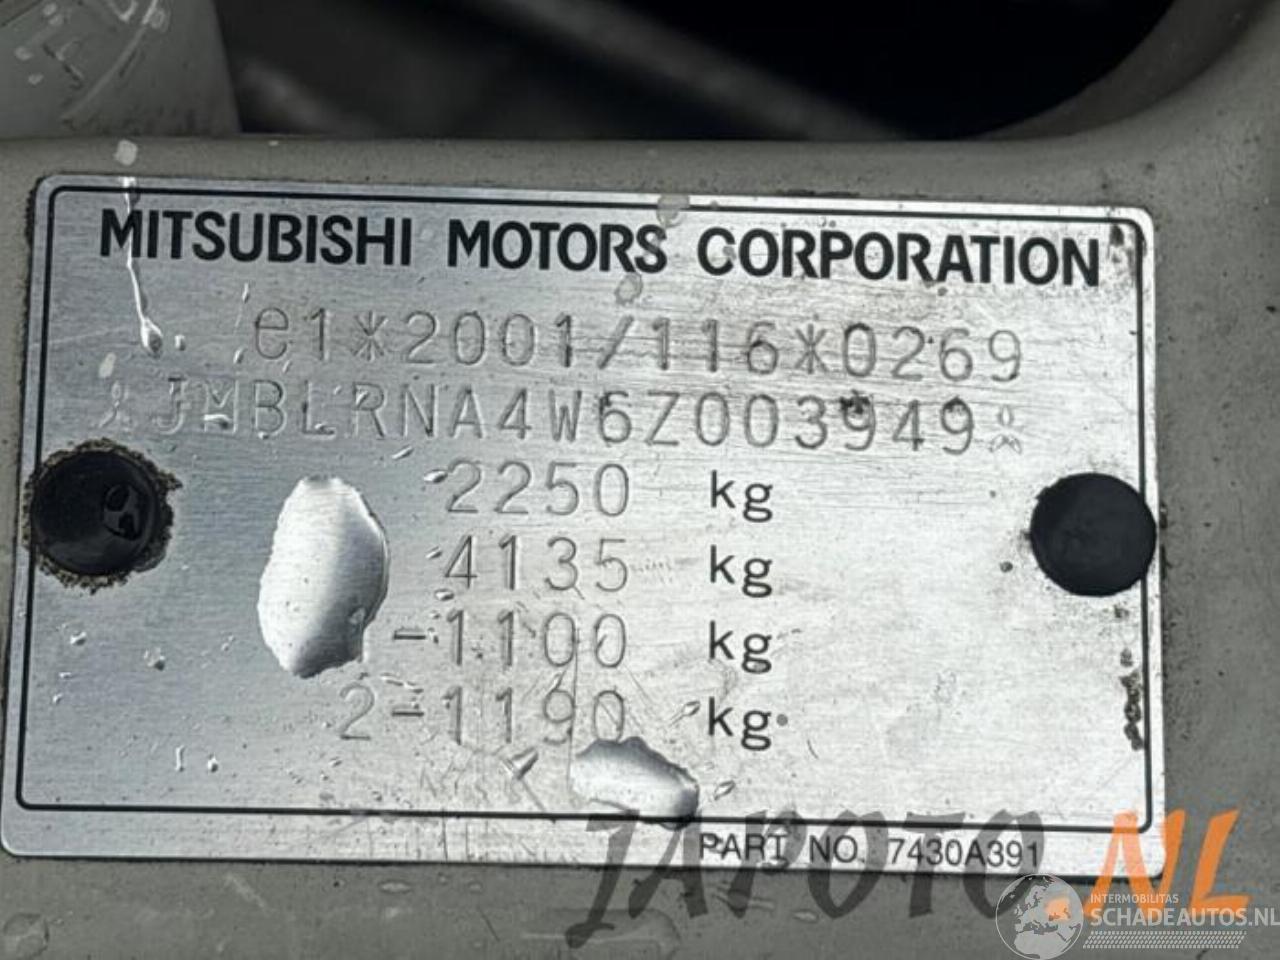 MITSUBISHI MOTORS CORPORATION
e1*2001/116*0269
JMBLRNA4W6Z003949
2250 kg
4135 kg
-1100 kg
2-1190 kg
PART NO. 7430A391
JAPOTO.NL
INTERMOBILITAS
SCHADEAUTOS.NL